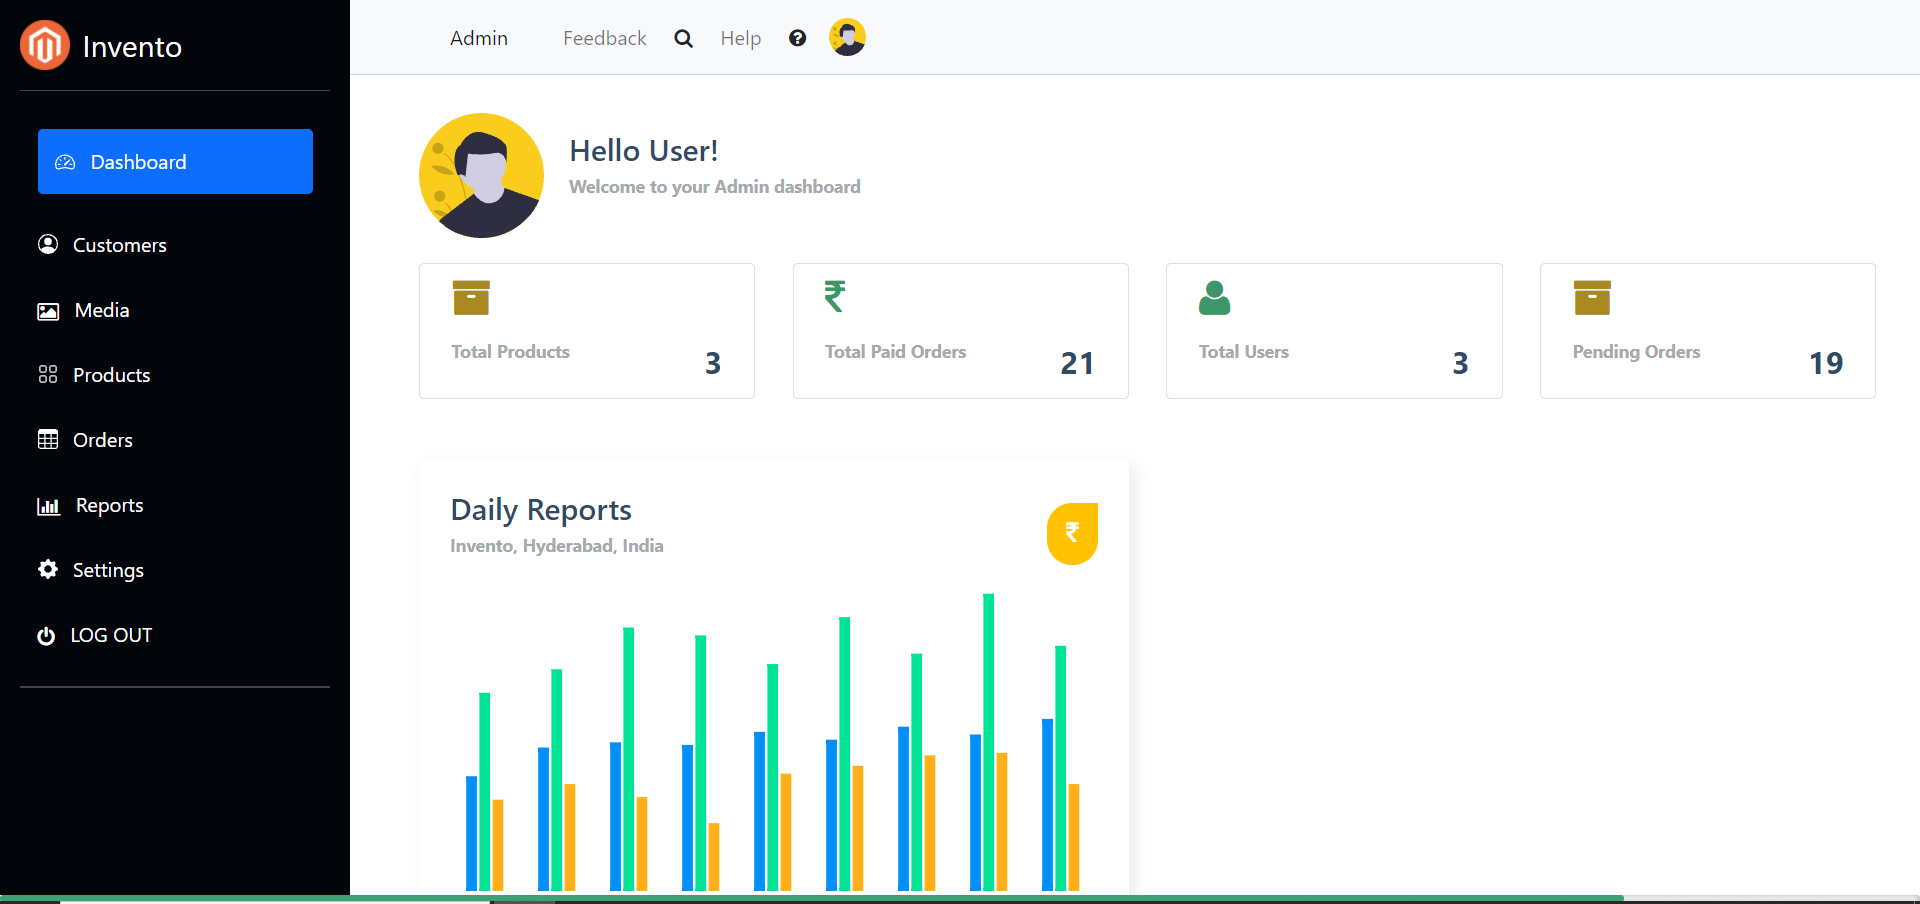 Invento
Dashboard
Customers
Media
Products
Orders
Reports
Settings
LOG OUT
Admin Feedback Help
Hello User!
Welcome to your Admin dashboard
Total Products
3
Total Paid Orders
21
Total Users
3
Pending Orders
19
Daily Reports
Invento, Hyderabad, India
₹